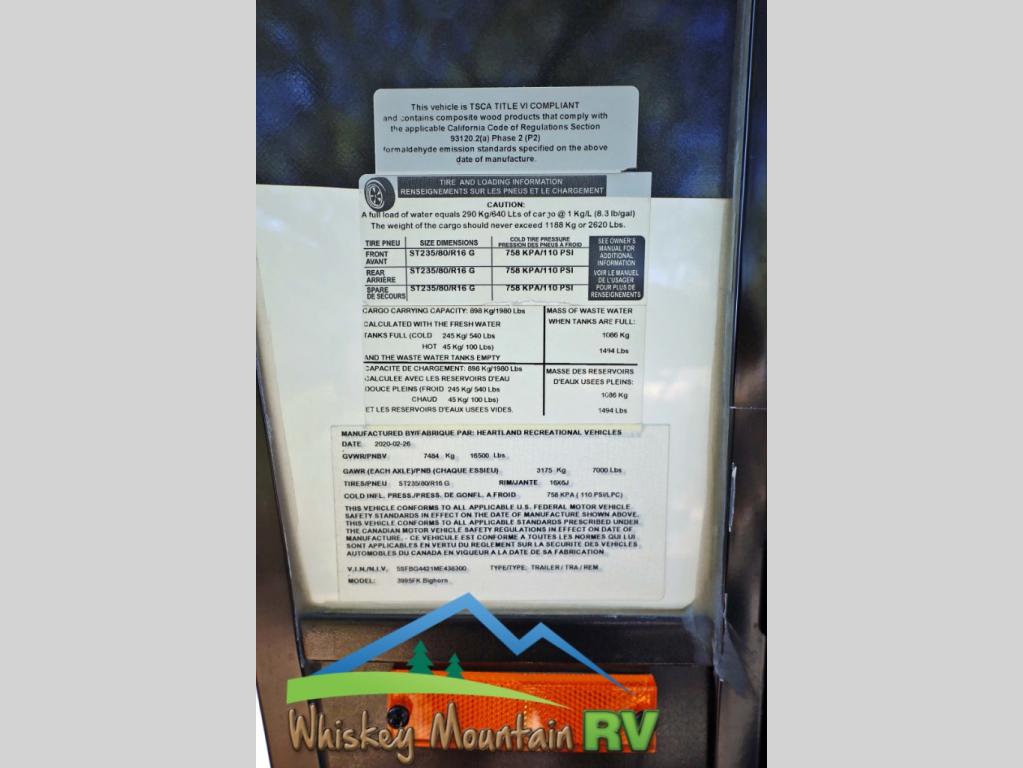 This vehicle is TSCA TITLE VI COMPLIANT
and contains composite wood products that comply with
the applicable California Code of Regulations Section
93120.2(a) Phase 2 (P2)
formaldehyde emission standards specified on the above
date of manufacture.
TIRE AND LOADING INFORMATION
RENSEIGNEMENTS SUR LES PNEUS ET LE CHARGEMENT
CAUTION:
A full load of water equals 290 Kg/640 Lbs of cargo @ 1 Kg/L (8.3 lb/gal)
The weight of the cargo should never exceed 1188 Kg or 2620 Lbs.
TIRE PNEU SIZE DIMENSIONS COLD TIRE PRESSURE
PRESSION DES PNEUS A FROID
FRONT
AVANT
ST235/80/R16 G 758 KPA/110 PSI
REAR
ARRIÈRE
ST235/80/R16 G 758 KPA/110 PSI
SPARE
DE SECOURS
ST235/80/R16 G 758 KPA/110 PSI
SEE OWNER'S
MANUAL FOR
ADDITIONAL
INFORMATION
VOIR LE MANUEL
DE L'USAGER
POUR PLUS DE
RENSEIGNEMENTS
CARGO CARRYING CAPACITY: 898 Kg/1980 Lbs
CALCULATED WITH THE FRESH WATER
TANKS FULL (COLD 245 Kg/ 540 Lbs
HOT 45 Kg/ 100 Lbs)
AND THE WASTE WATER TANKS EMPTY
MASS OF WASTE WATER
WHEN TANKS ARE FULL:
1086 Kg
1494 Lbs
CAPACITE DE CHARGEMENT: 898 Kg/1980 Lbs
CALCULEE AVEC LES RESERVOIRS D'EAU
DOUCE PLEINS (FROID 245 Kg/ 540 Lbs
CHAUD 45 Kg/ 100 Lbs)
ET LES RESERVOIRS D'EAUX USEES VIDES.
MASSE DES RESERVOIRS
D'EAUX USEES PLEINS:
1086 Kg
1494 Lbs
MANUFACTURED BY/FABRIQUE PAR: HEARTLAND RECREATIONAL VEHICLES
DATE 2020-02-26
GVWR/PNBV 7484 Kg 16500 Lbs
GAWR (EACH AXLE)/PNB (CHAQUE ESSIEU) 3175 Kg 7000 Lbs
TIRES/PNEU ST235/80/R16 G RIM/JANTE 16X6J
COLD INFL. PRESS./PRESS. DE GONFL. A FROID 758 KPA ( 110 PSI/LPC)
THIS VEHICLE CONFORMS TO ALL APPLICABLE U.S. FEDERAL MOTOR VEHICLE
SAFETY STANDARDS IN EFFECT ON THE DATE OF MANUFACTURE SHOWN ABOVE.
THIS VEHICLE CONFORMS TO ALL APPLICABLE STANDARDS PRESCRIBED UNDER
THE CANADIAN MOTOR VEHICLE SAFETY REGULATIONS IN EFFECT ON DATE OF
MANUFACTURE. - CE VEHICULE EST CONFORME A TOUTES LES NORMES QUI LUI
SONT APPLICABLES EN VERTU DU REGLEMENT SUR LA SECURITE DES VEHICLES
AUTOMOBILES DU CANADA EN VIGUEUR A LA DATE DE SA FABRICATION.
V.I.N./N.I.V. 5SFBG4421ME438300 TYPE/TYPE: TRAILER / TRA / REM
MODEL: 3995FK Bighorn
Whiskey Mountain RV